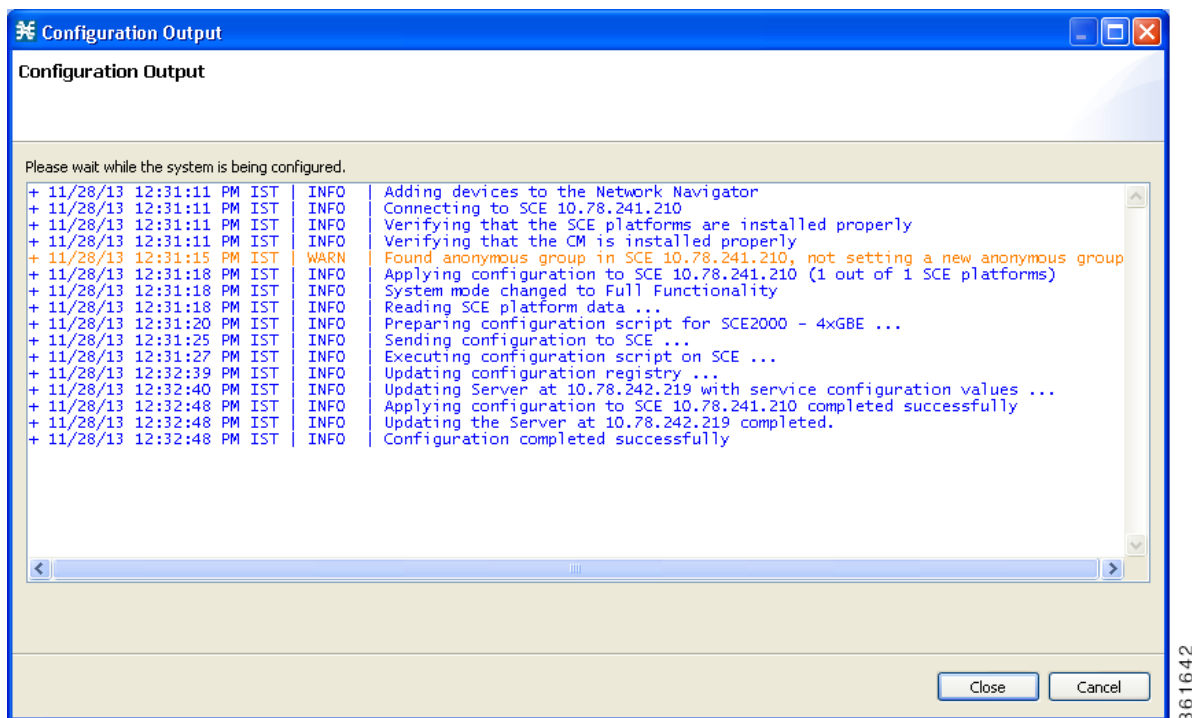 Configuration Output
Configuration Output
Please wait while the system is being configured.
+ 11/28/13 12:31:11 PM IST | INFO | Adding devices to the Network Navigator
+ 11/28/13 12:31:11 PM IST | INFO | Connecting to SCE 10.78.241.210
+ 11/28/13 12:31:11 PM IST | INFO | Verifying that the SCE platforms are installed properly
+ 11/28/13 12:31:11 PM IST | INFO | Verifying that the CM is installed properly
+ 11/28/13 12:31:15 PM IST | WARN | Found anonymous group in SCE 10.78.241.210, not setting a new anonymous group
+ 11/28/13 12:31:18 PM IST | INFO | Applying configuration to SCE 10.78.241.210 (1 out of 1 SCE platforms)
+ 11/28/13 12:31:18 PM IST | INFO | System mode changed to Full Functionality
+ 11/28/13 12:31:18 PM IST | INFO | Reading SCE platform data ...
+ 11/28/13 12:31:20 PM IST | INFO | Preparing configuration script for SCE2000 - 4xGBE ...
+ 11/28/13 12:31:25 PM IST | INFO | Sending configuration to SCE ...
+ 11/28/13 12:31:27 PM IST | INFO | Executing configuration script on SCE ...
+ 11/28/13 12:32:39 PM IST | INFO | Updating configuration registry ...
+ 11/28/13 12:32:40 PM IST | INFO | Updating Server at 10.78.242.219 with service configuration values ...
+ 11/28/13 12:32:48 PM IST | INFO | Applying configuration to SCE 10.78.241.210 completed successfully
+ 11/28/13 12:32:48 PM IST | INFO | Updating the Server at 10.78.242.219 completed.
+ 11/28/13 12:32:48 PM IST | INFO | Configuration completed successfully
Close
Cancel
361642